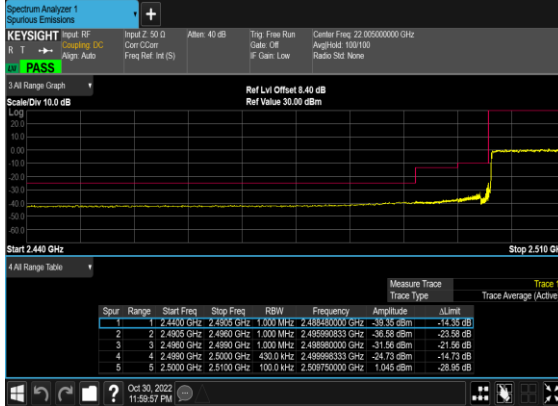 Spectrum Analyzer 1
Spurious Emissions
+
KEYSIGHT
R T
PASS
Input: RF
Coupling: DC
Align: Auto
Input Z: 50 Ω
Corr CCorr
Freq Ref: Int (S)
Atten: 40 dB
Trig: Free Run
Gate: Off
IF Gain: Low
Center Freq: 22.005000000 GHz
Avg|Hold: 100/100
Radio Std: None
3 All Range Graph
Ref Lvl Offset 8.40 dB
Scale/Div 10.0 dB
Ref Value 30.00 dBm
Log
20.0
10.0
0.00
-10.0
-20.0
-30.0
-40.0
-50.0
-60.0
Start 2.440 GHz
Stop 2.510 G
4 All Range Table
Measure Trace Trace 1
Trace Type Trace Average (Active
Spur Range Start Freq Stop Freq RBW Frequency Amplitude ΔLimit
1 1 2.4400 GHz 2.4905 GHz 1.000 MHz 2.488480000 GHz -39.35 dBm -14.35 dB
2 2 2.4905 GHz 2.4960 GHz 1.000 MHz 2.495990833 GHz -36.58 dBm -23.58 dB
3 3 2.4960 GHz 2.4990 GHz 1.000 MHz 2.498980000 GHz -31.56 dBm -21.56 dB
4 4 2.4990 GHz 2.5000 GHz 430.0 kHz 2.499998333 GHz -24.73 dBm -14.73 dB
5 5 2.5000 GHz 2.5100 GHz 100.0 kHz 2.509750000 GHz 1.045 dBm -28.95 dB
?
Oct 30, 2022
11:59:57 PM